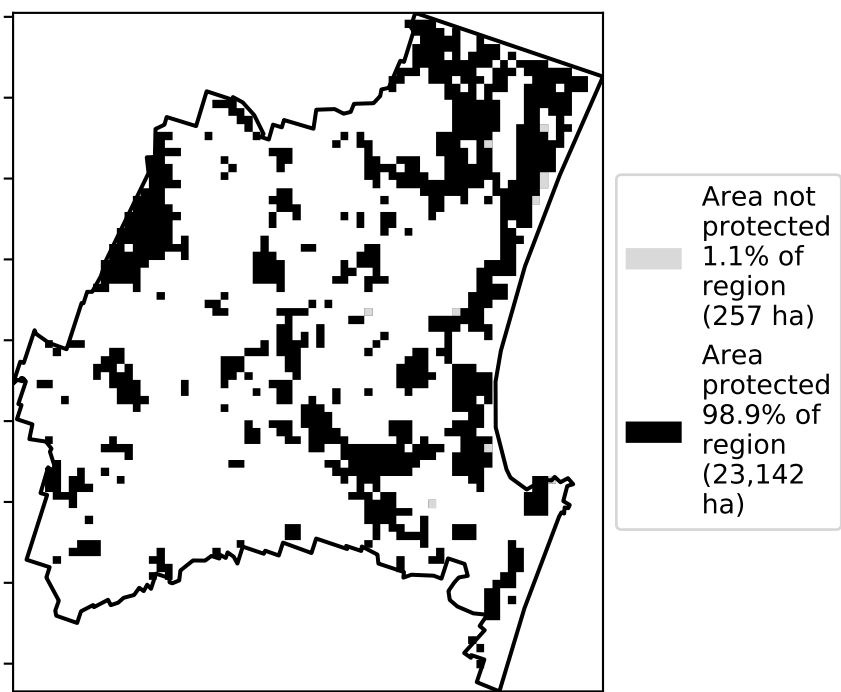 Area not
protected
1.1% of
region
(257 ha)
Area
protected
98.9% of
region
(23,142
ha)